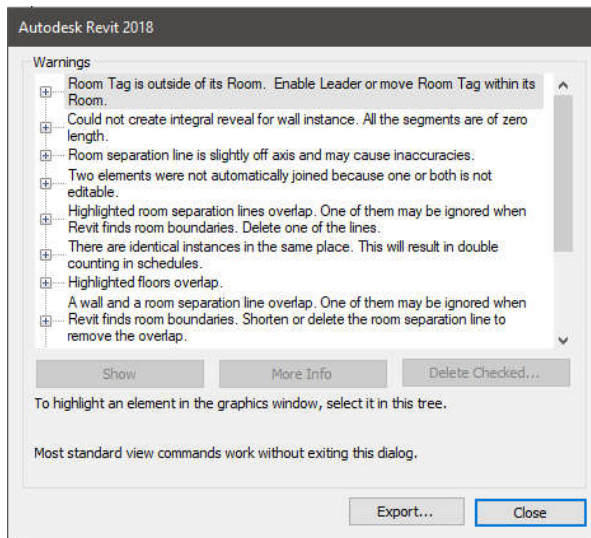 Autodesk Revit 2018
Warnings
Room Tag is outside of its Room.  Enable Leader or move Room Tag within its
Room.
Could not create integral reveal for wall instance. All the segments are of zero
length.
Room separation line is slightly off axis and may cause inaccuracies.
Two elements were not automatically joined because one or both is not
editable.
Highlighted room separation lines overlap. One of them may be ignored when
Revit finds room boundaries. Delete one of the lines.
There are identical instances in the same place. This will result in double
counting in schedules.
Highlighted floors overlap.
A wall and a room separation line overlap. One of them may be ignored when
Revit finds room boundaries. Shorten or delete the room separation line to
remove the overlap.
Show More Info Delete Checked...
To highlight an element in the graphics window, select it in this tree.
Most standard view commands work without exiting this dialog.
Export... Close